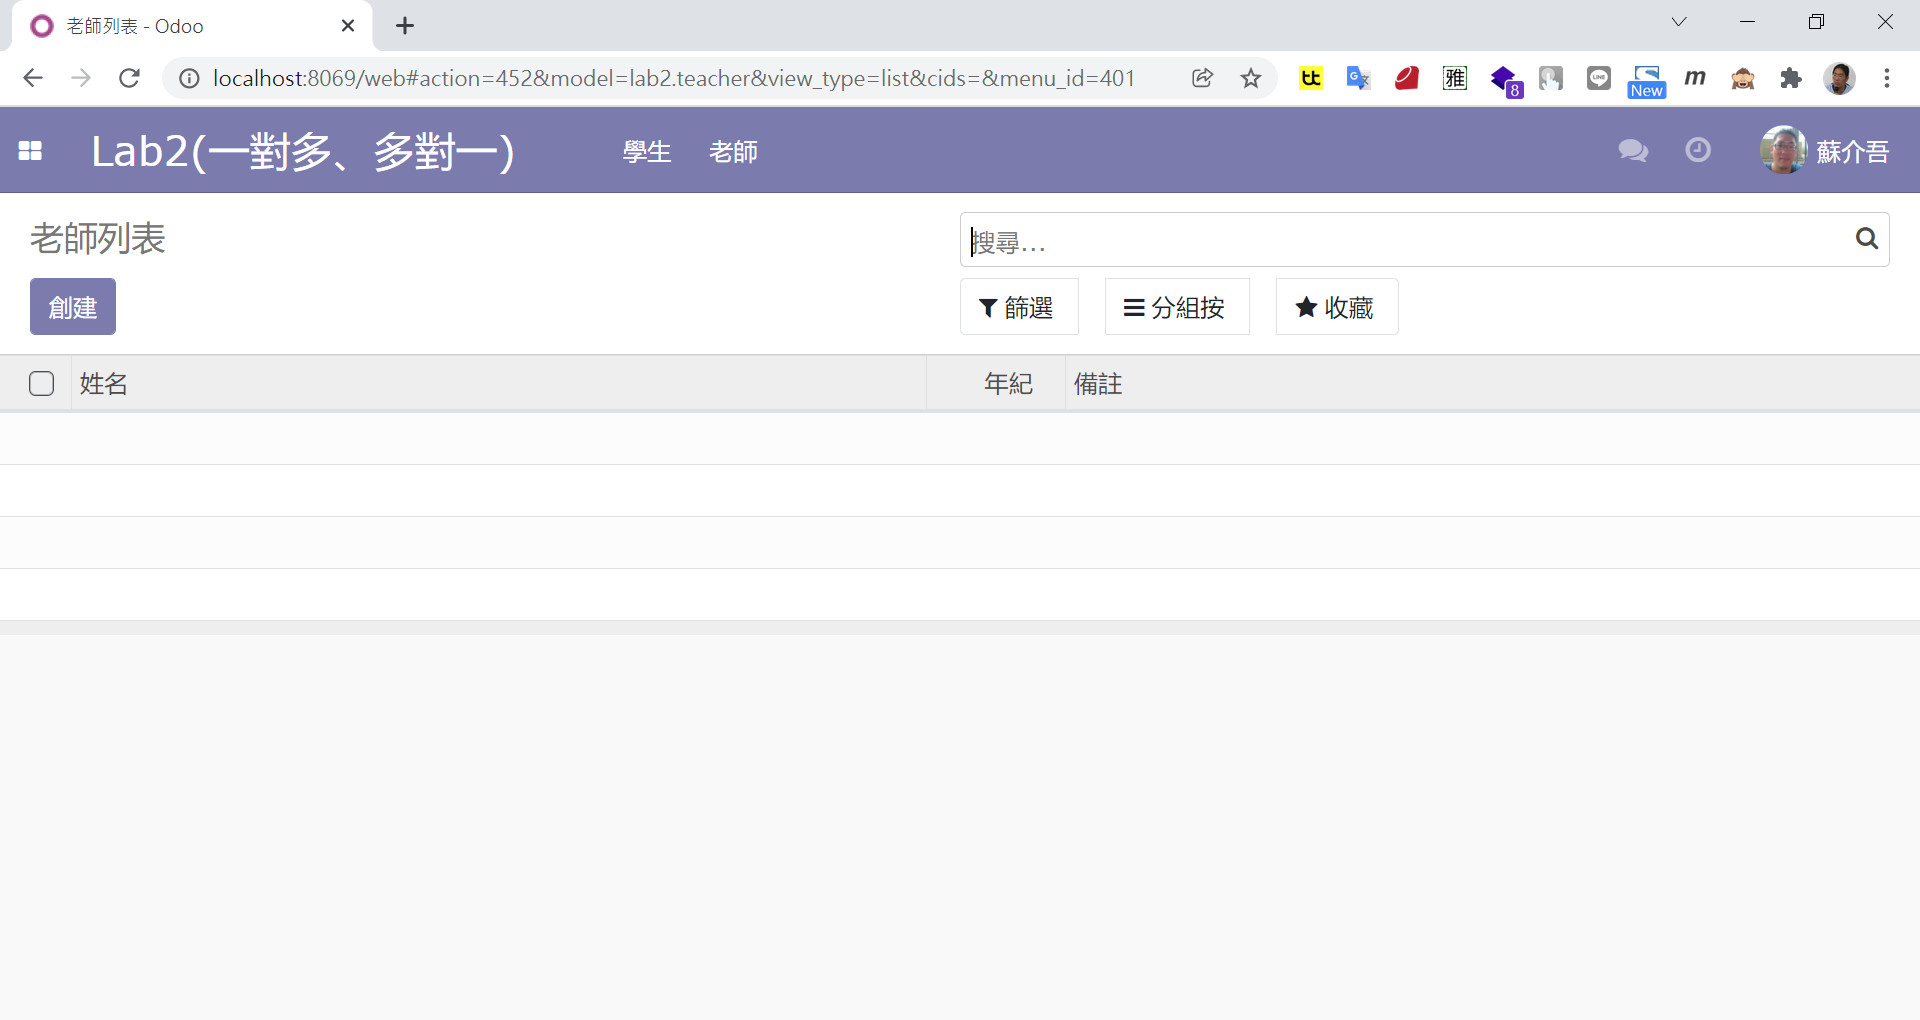 老師列表 - Odoo
localhost:8069/web#action=452&model=lab2.teacher&view_type=list&cids=&menu_id=401
tt
G
雅
8
LINE
New
m
Lab2(一對多、多對一)
學生
老師
蘇介吾
老師列表
搜尋...
創建
篩選
分組按
收藏
姓名
年紀
備註